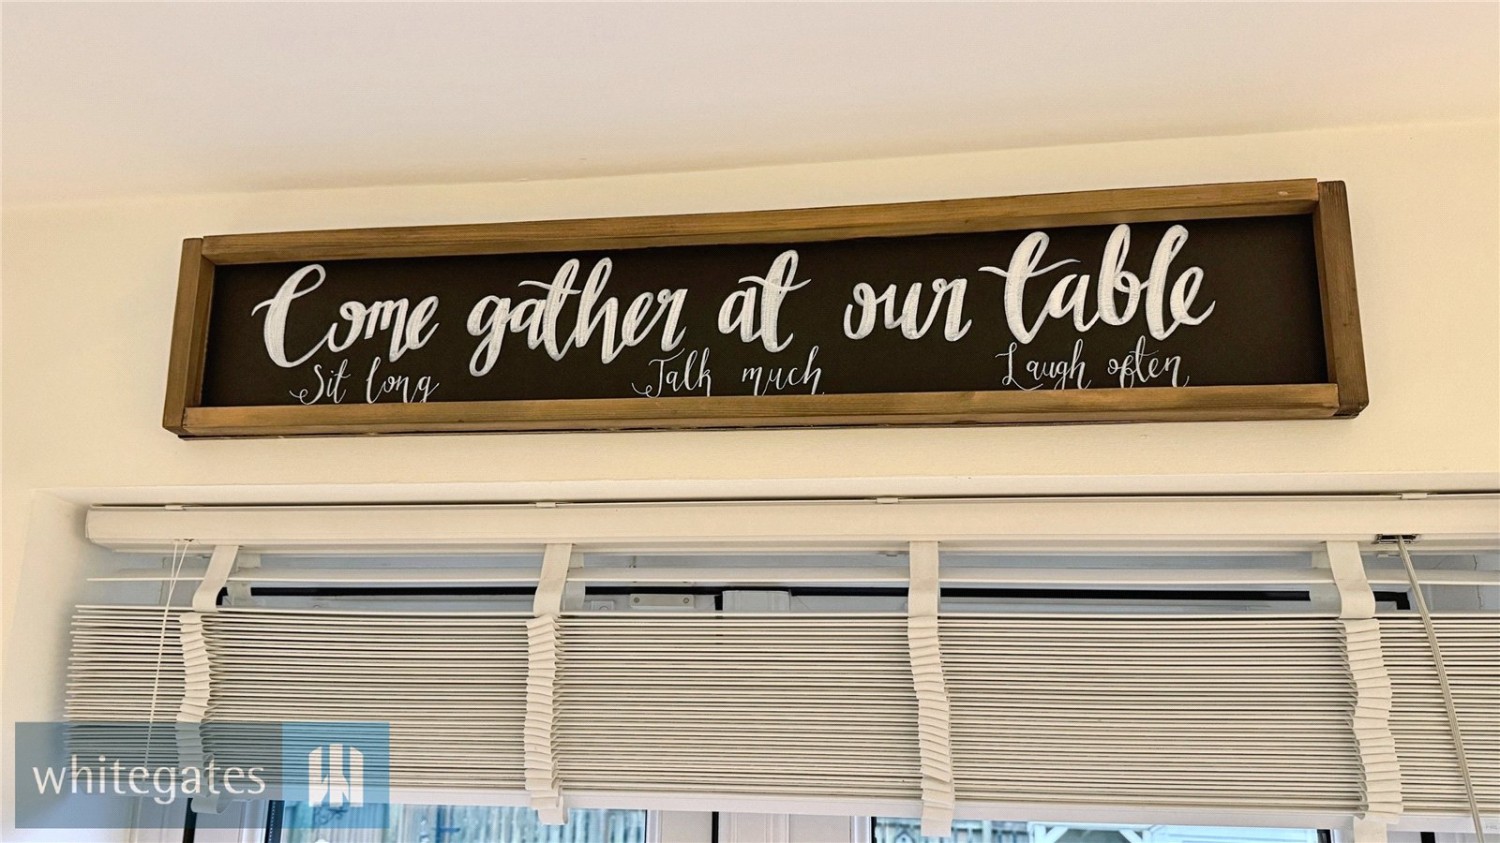 Come gather at our table
Sit long Talk much Laugh often
whitegates